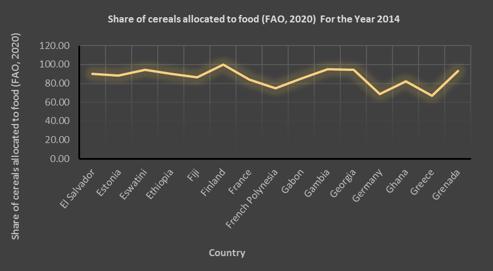 Share of cereals allocated to food (FAO, 2020)  For the Year 2014
Share of cereals allocated to food (FAO, 2020)
120.00
100.00
80.00
60.00
40.00
20.00
0.00
El Salvador
Estonia
Eswatini
Ethiopia
Fiji
Finland
France
French Polynesia
Gabon
Gambia
Georgia
Germany
Ghana
Greece
Grenada
Country